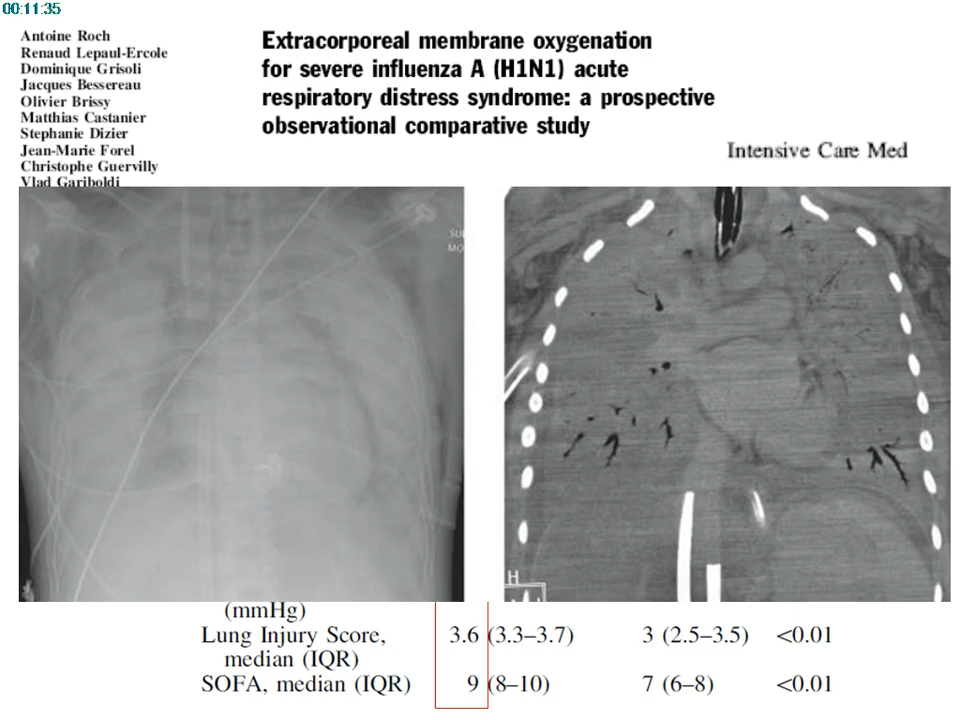 00:11:35
Antoine Roch
Renaud Lepaul-Ercole
Dominique Grisoli
Jacques Bessereau
Olivier Brissy
Matthias Castanier
Stephanie Dizier
Jean-Marie Forel
Christophe Guervilly
Vlad Gariboldi
Extracorporeal membrane oxygenation
for severe influenza A (H1N1) acute
respiratory distress syndrome: a prospective
observational comparative study
Intensive Care Med
H
(mmHg)
Lung Injury Score, 3.6 (3.3–3.7) 3 (2.5–3.5) <0.01
median (IQR)
SOFA, median (IQR) 9 (8–10) 7 (6–8) <0.01